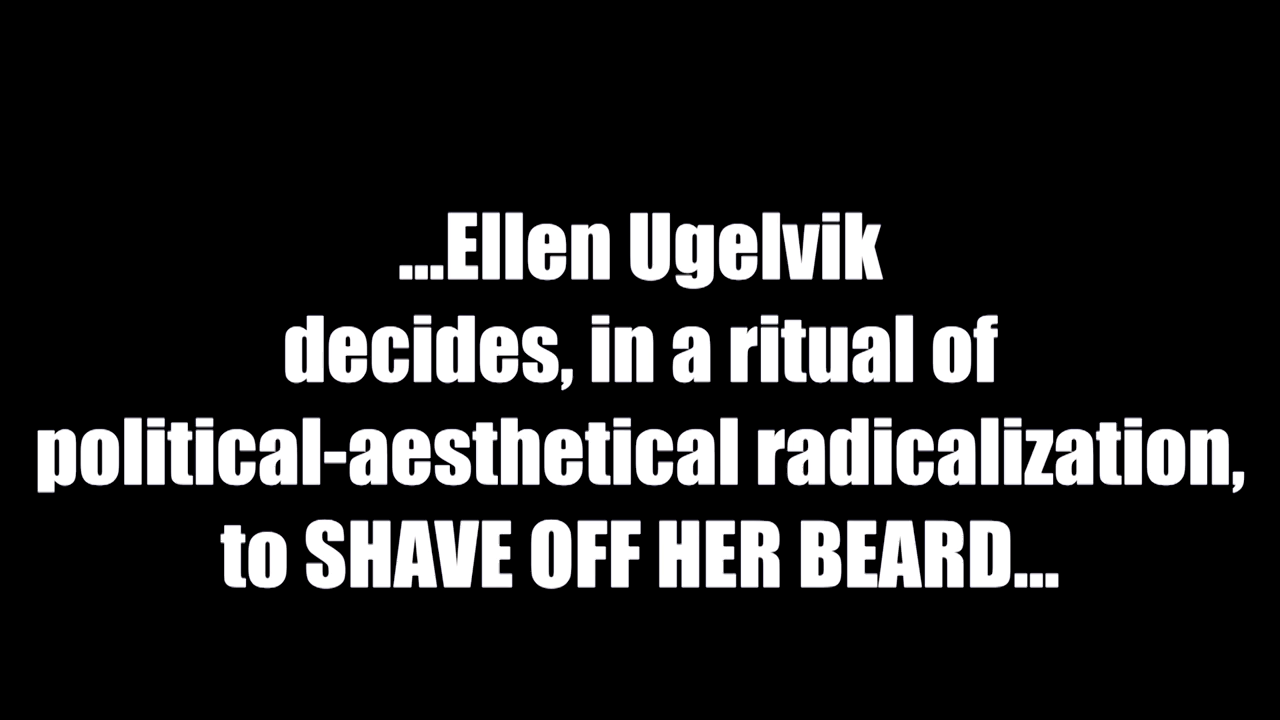 ...Ellen Ugelvik
decides, in a ritual of
political-aesthetical radicalization,
to SHAVE OFF HER BEARD...